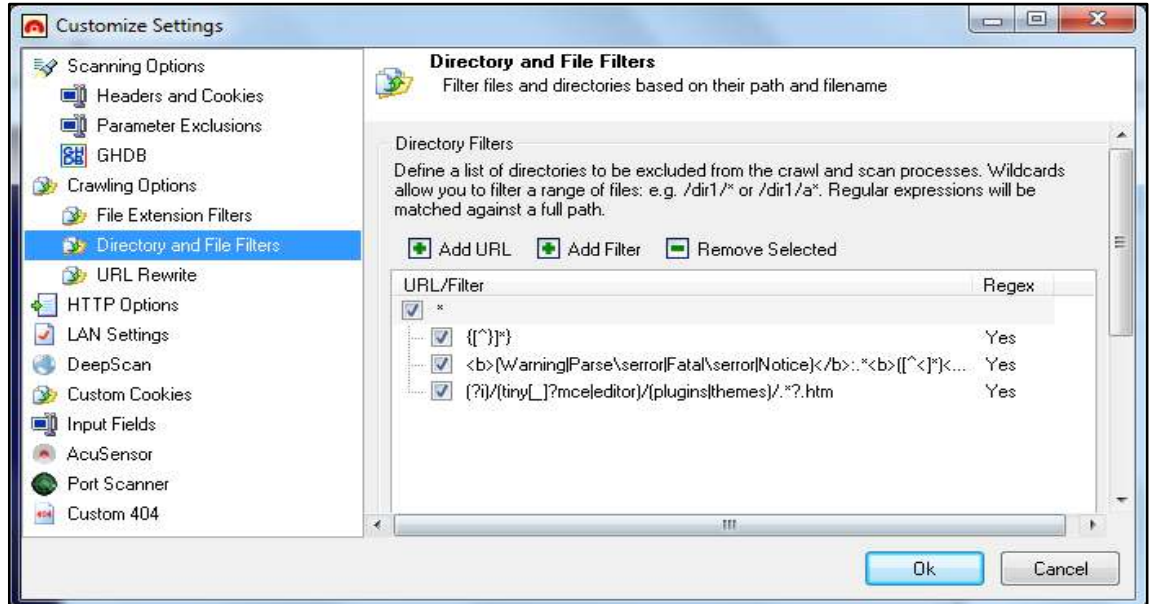 Customize Settings
Scanning Options
Headers and Cookies
Parameter Exclusions
GHDB
Crawling Options
File Extension Filters
Directory and File Filters
URL Rewrite
HTTP Options
LAN Settings
DeepScan
Custom Cookies
Input Fields
AcuSensor
Port Scanner
Custom 404
Directory and File Filters
Filter files and directories based on their path and filename
Directory Filters
Define a list of directories to be excluded from the crawl and scan processes. Wildcards
allow you to filter a range of files: e.g. /dir1/* or /dir1/a*. Regular expressions will be
matched against a full path.
Add URL Add Filter Remove Selected
URL/Filter Regex
*
{[^}]*} Yes
<b>(Warning|Parse\serror|Fatal\serror|Notice)</b>:.*<b>([^<]*)<... Yes
(?i)/(tiny[_]?mce|editor)/(plugins|themes)/.*?.htm Yes
Ok Cancel